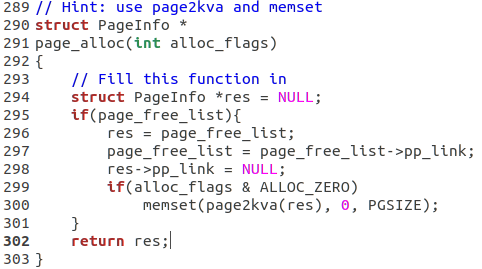 289 // Hint: use page2kva and memset
290 struct PageInfo *
291 page_alloc(int alloc_flags)
292 {
293     // Fill this function in
294     struct PageInfo *res = NULL;
295     if(page_free_list){
296         res = page_free_list;
297         page_free_list = page_free_list->pp_link;
298         res->pp_link = NULL;
299         if(alloc_flags & ALLOC_ZERO)
300             memset(page2kva(res), 0, PGSIZE);
301     }
302     return res;
303 }